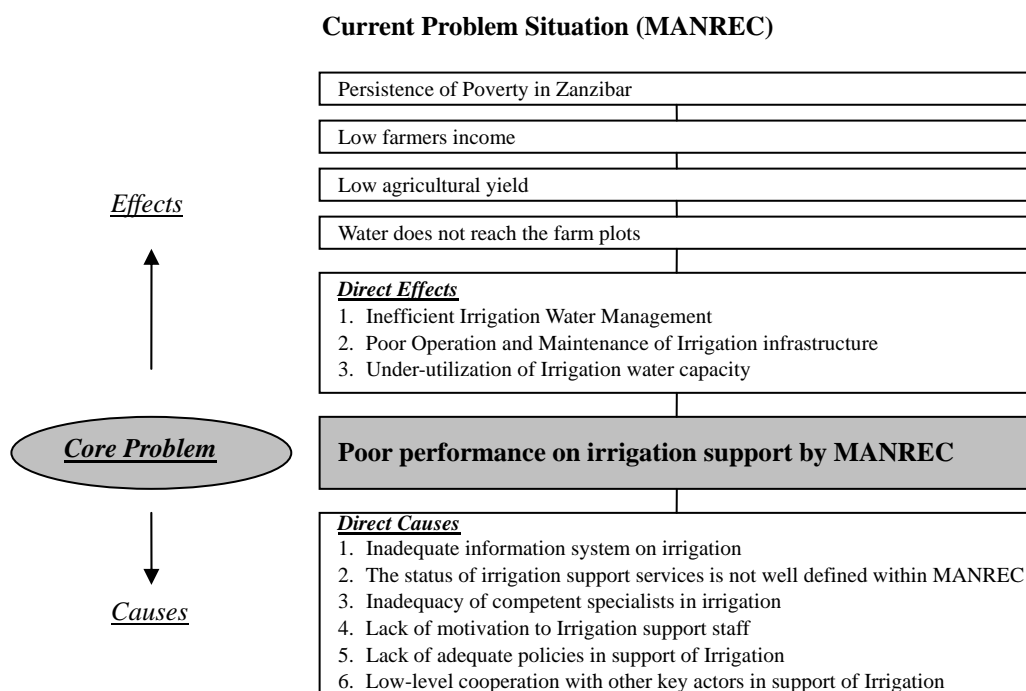 Current Problem Situation (MANREC)
Persistence of Poverty in Zanzibar
Low farmers income
Low agricultural yield
Effects
Water does not reach the farm plots
Direct Effects
1. Inefficient Irrigation Water Management
2. Poor Operation and Maintenance of Irrigation infrastructure
3. Under-utilization of Irrigation water capacity
Core Problem
Poor performance on irrigation support by MANREC
Direct Causes
1. Inadequate information system on irrigation
2. The status of irrigation support services is not well defined within MANREC
3. Inadequacy of competent specialists in irrigation
Causes
4. Lack of motivation to Irrigation support staff
5. Lack of adequate policies in support of Irrigation
6. Low-level cooperation with other key actors in support of Irrigation